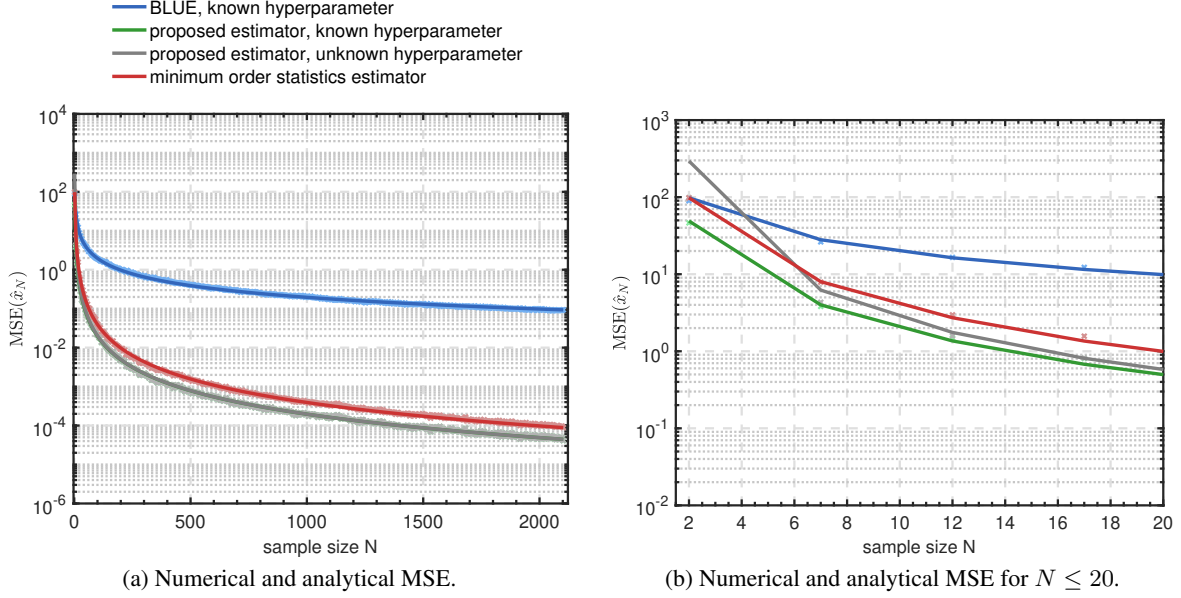 BLUE, known hyperparameter
proposed estimator, known hyperparameter
proposed estimator, unknown hyperparameter
minimum order statistics estimator
10^4
10^2
10^0
10^-2
10^-4
10^-6
MSE(x̂_N)
0 500 1000 1500 2000
sample size N
(a) Numerical and analytical MSE.
10^3
10^2
10^1
10^0
10^-1
10^-2
MSE(x̂_N)
2 4 6 8 10 12 14 16 18 20
sample size N
(b) Numerical and analytical MSE for N ≤ 20.